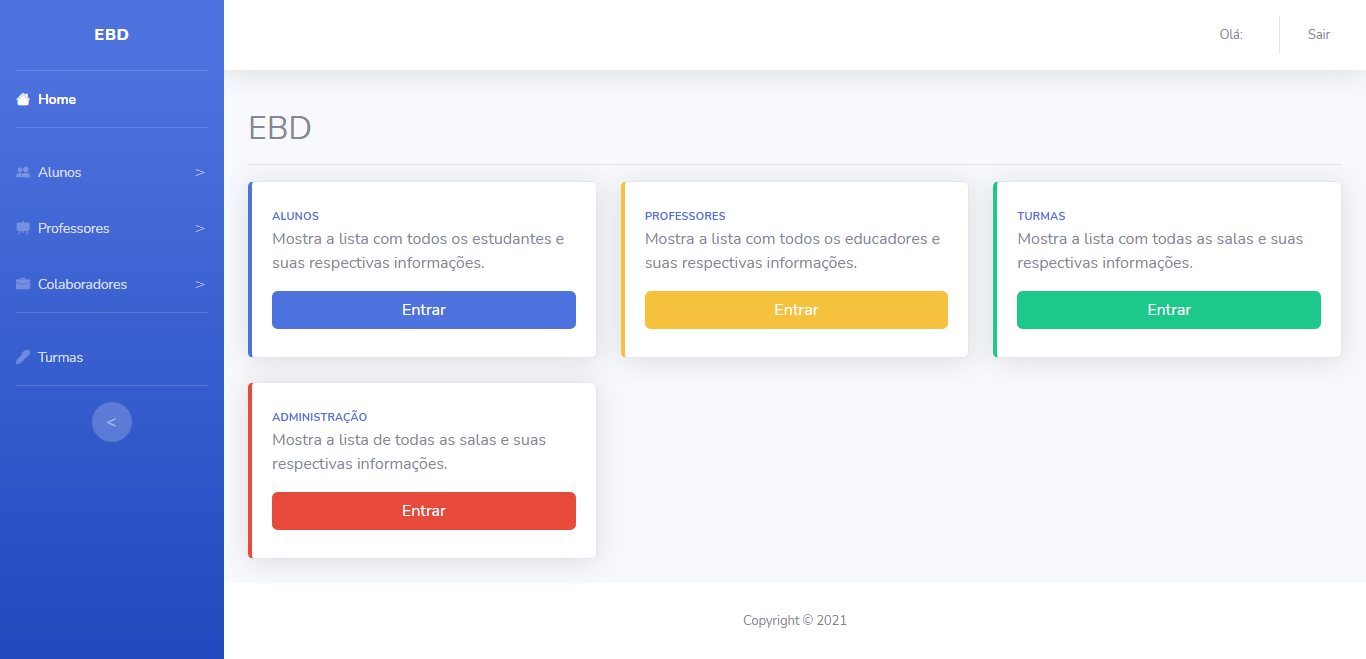 EBD
Home
Alunos >
Professores >
Colaboradores >
Turmas
<
Olá:
Sair
EBD
ALUNOS
Mostra a lista com todos os estudantes e
suas respectivas informações.
Entrar
PROFESSORES
Mostra a lista com todos os educadores e
suas respectivas informações.
Entrar
TURMAS
Mostra a lista com todas as salas e suas
respectivas informações.
Entrar
ADMINISTRAÇÃO
Mostra a lista de todas as salas e suas
respectivas informações.
Entrar
Copyright © 2021